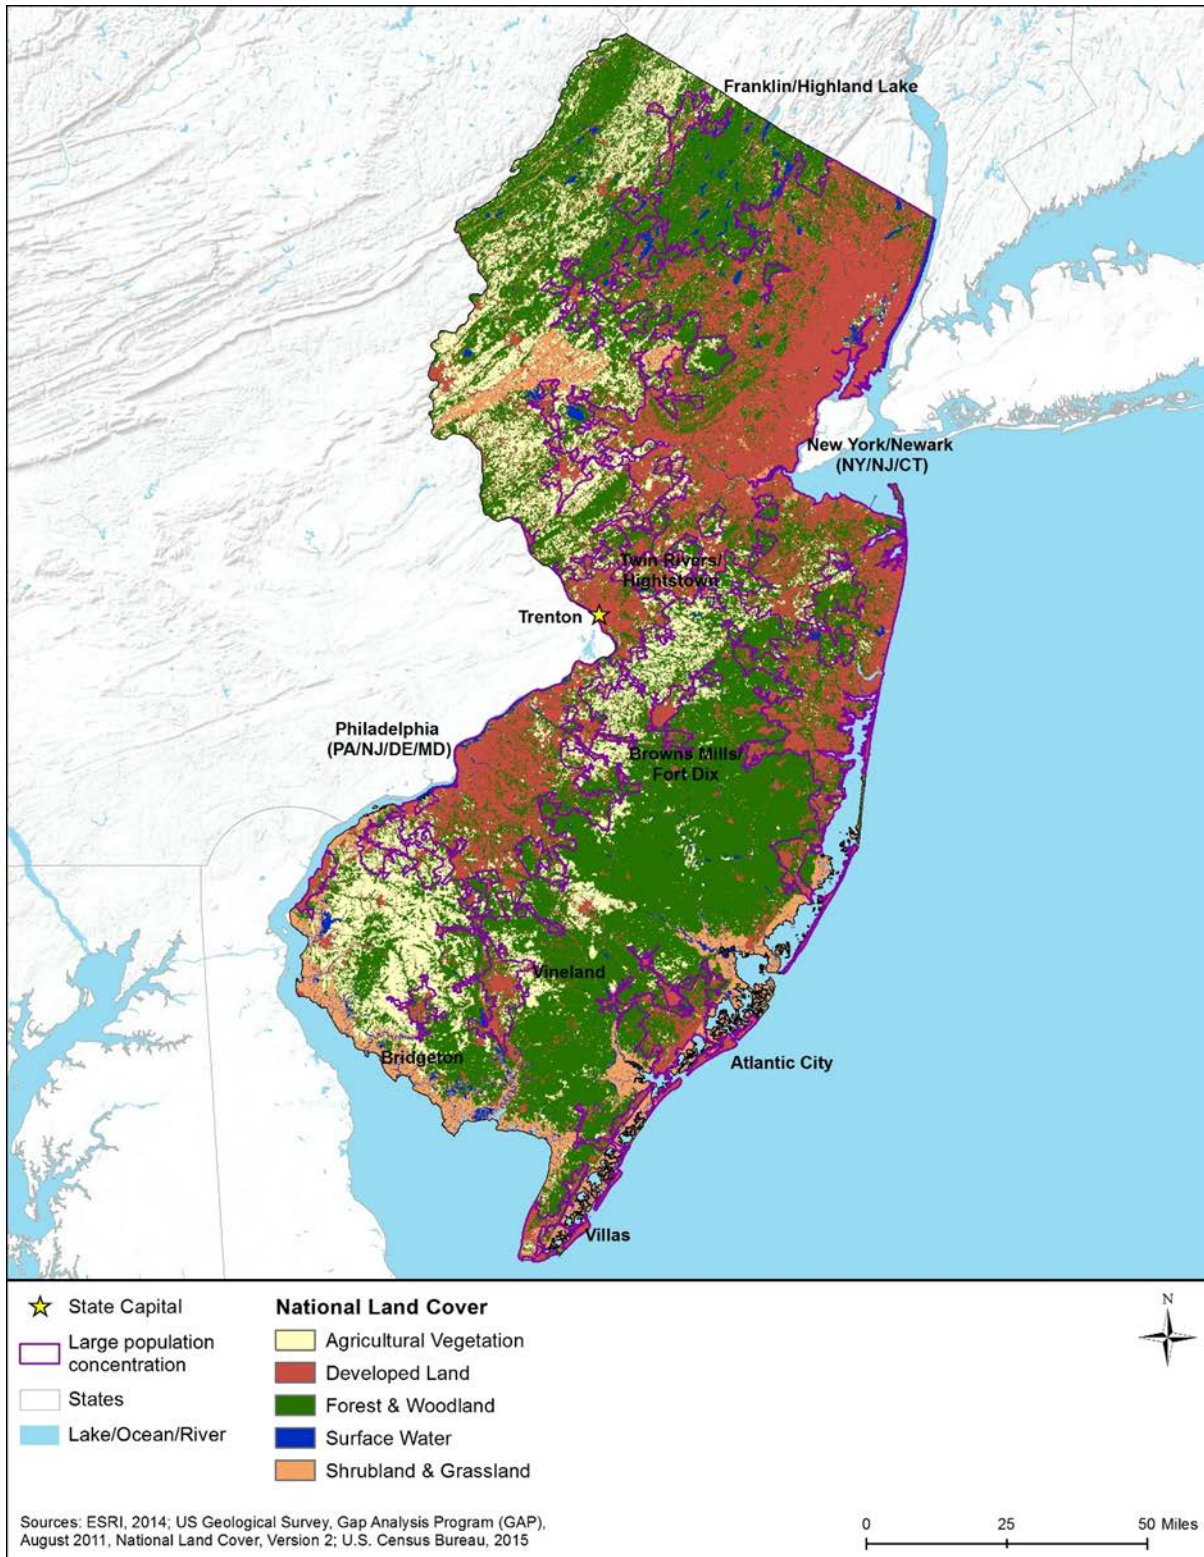 Franklin/Highland Lake
New York/Newark
(NY/NJ/CT)
Twin Rivers/
Hightstown
Trenton
Philadelphia
(PA/NJ/DE/MD)
Browns Mills/
Fort Dix
Vineland
Bridgeton
Atlantic City
Villas
State Capital
Large population
concentration
States
Lake/Ocean/River
National Land Cover
Agricultural Vegetation
Developed Land
Forest & Woodland
Surface Water
Shrubland & Grassland
N
Sources: ESRI, 2014; US Geological Survey, Gap Analysis Program (GAP),
August 2011, National Land Cover, Version 2; U.S. Census Bureau, 2015
0 25 50 Miles